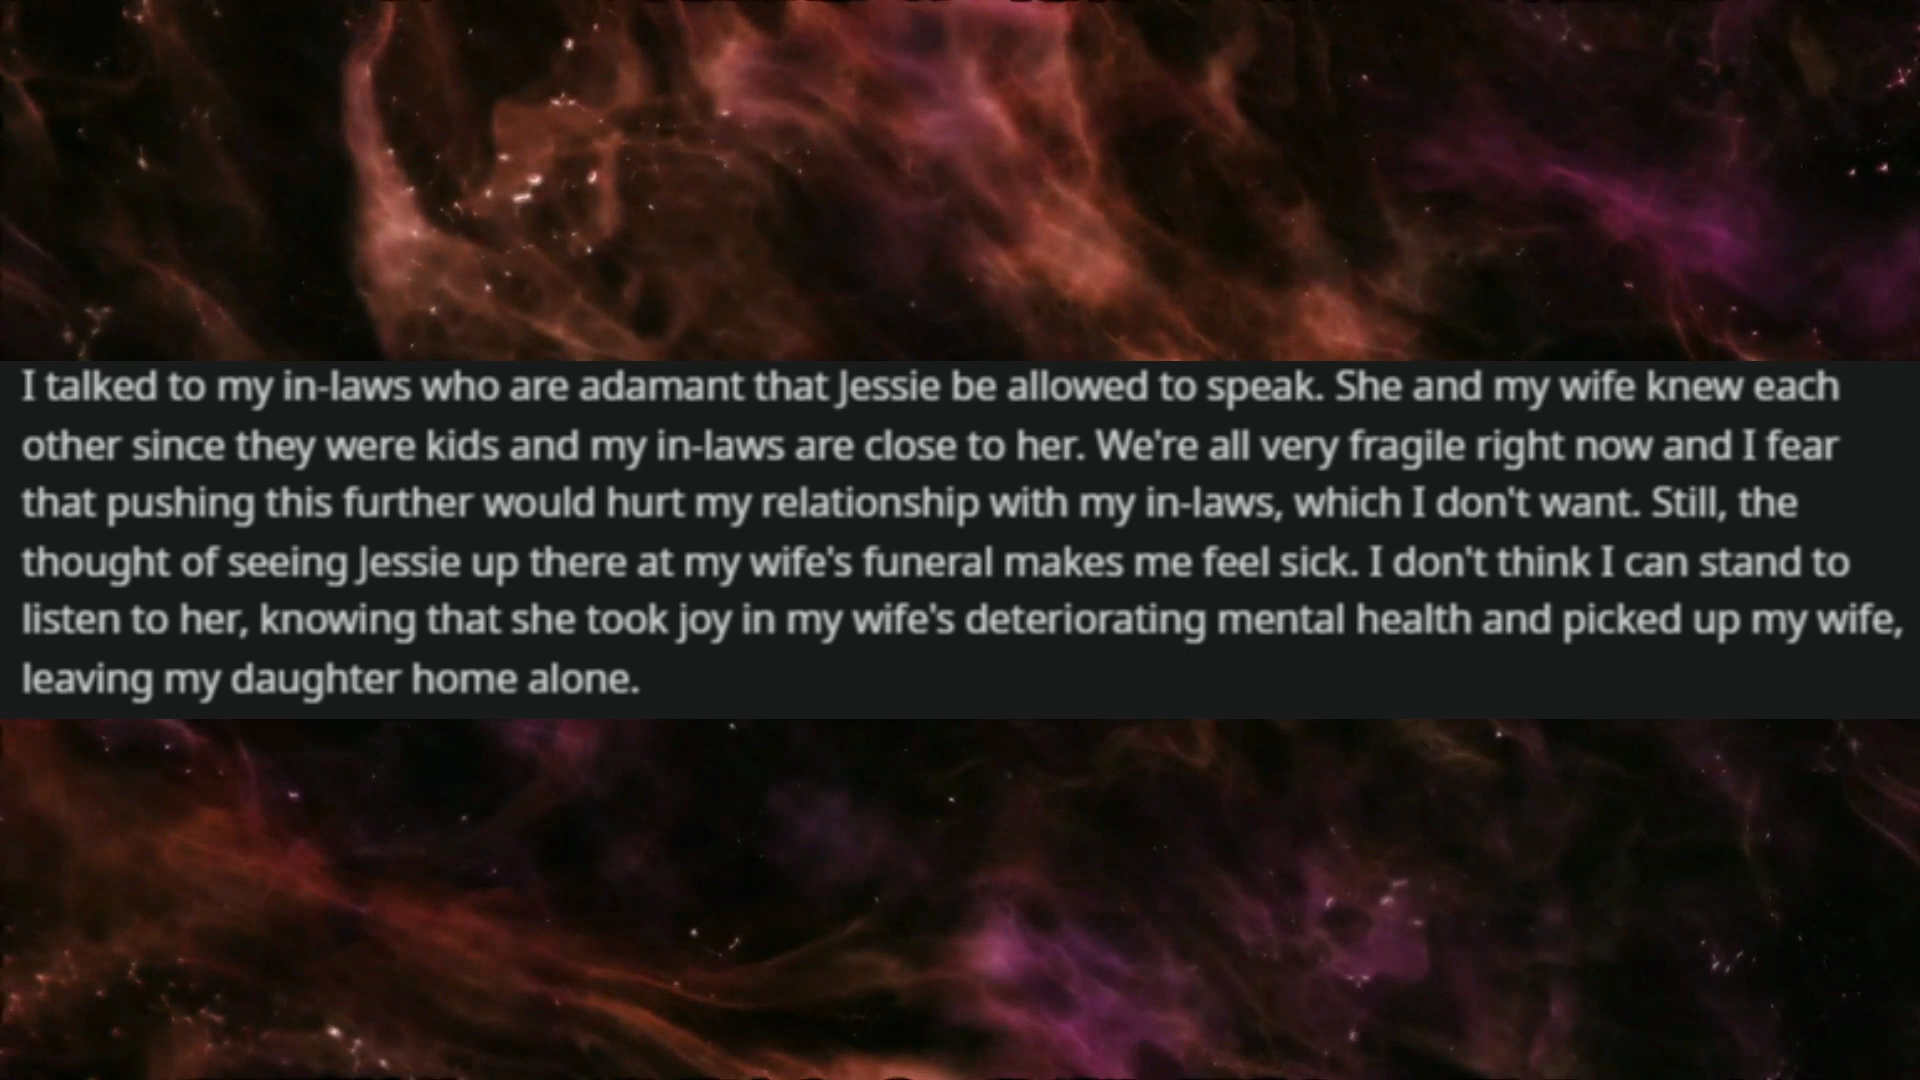 I talked to my in-laws who are adamant that Jessie be allowed to speak. She and my wife knew each
other since they were kids and my in-laws are close to her. We're all very fragile right now and I fear
that pushing this further would hurt my relationship with my in-laws, which I don't want. Still, the
thought of seeing Jessie up there at my wife's funeral makes me feel sick. I don't think I can stand to
listen to her, knowing that she took joy in my wife's deteriorating mental health and picked up my wife,
leaving my daughter home alone.